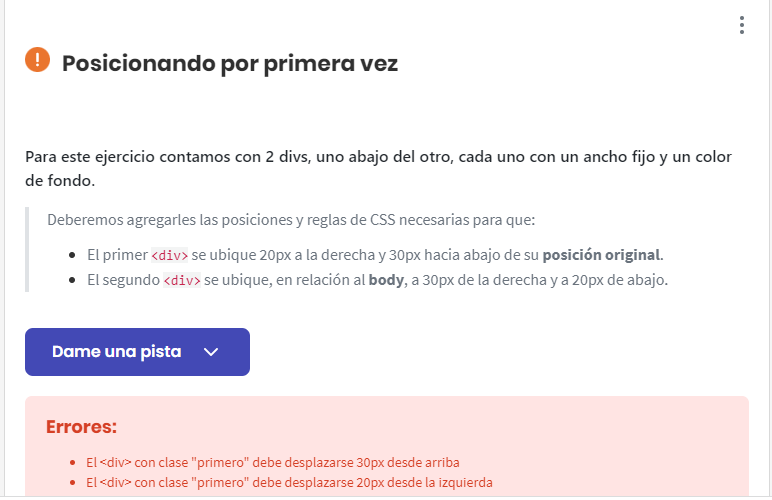 Posicionando por primera vez
Para este ejercicio contamos con 2 divs, uno abajo del otro, cada uno con un ancho fijo y un color
de fondo.
Deberemos agregarles las posiciones y reglas de CSS necesarias para que:
El primer <div> se ubique 20px a la derecha y 30px hacia abajo de su posición original.
El segundo <div> se ubique, en relación al body, a 30px de la derecha y a 20px de abajo.
Dame una pista
Errores:
El <div> con clase "primero" debe desplazarse 30px desde arriba
El <div> con clase "primero" debe desplazarse 20px desde la izquierda